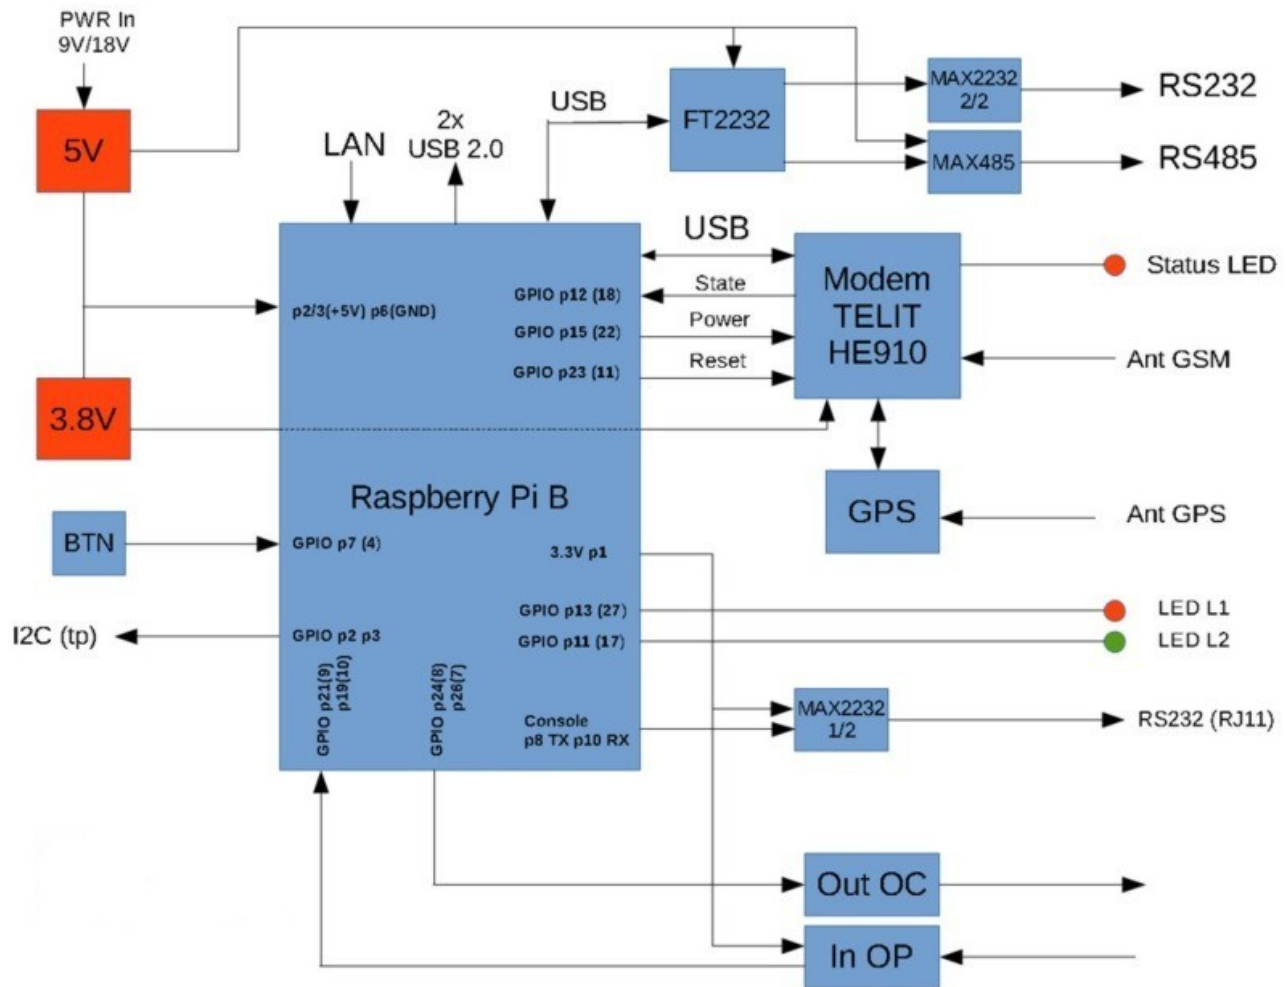 PWR In
9V/18V
5V
LAN
2x
USB 2.0
USB
FT2232
MAX2232
2/2
RS232
MAX485
RS485
USB
State
Power
Reset
Modem
TELIT
HE910
Status LED
Ant GSM
p2/3(+5V) p6(GND)
GPIO p12 (18)
GPIO p15 (22)
GPIO p23 (11)
3.8V
Raspberry Pi B
GPS
Ant GPS
BTN
GPIO p7 (4)
3.3V p1
I2C (tp)
GPIO p2 p3
GPIO p13 (27)
GPIO p11 (17)
LED L1
LED L2
GPIO p21(9)
p19(10)
GPIO p24(8)
p26(7)
Console
p8 TX p10 RX
MAX2232
1/2
RS232 (RJ11)
Out OC
In OP